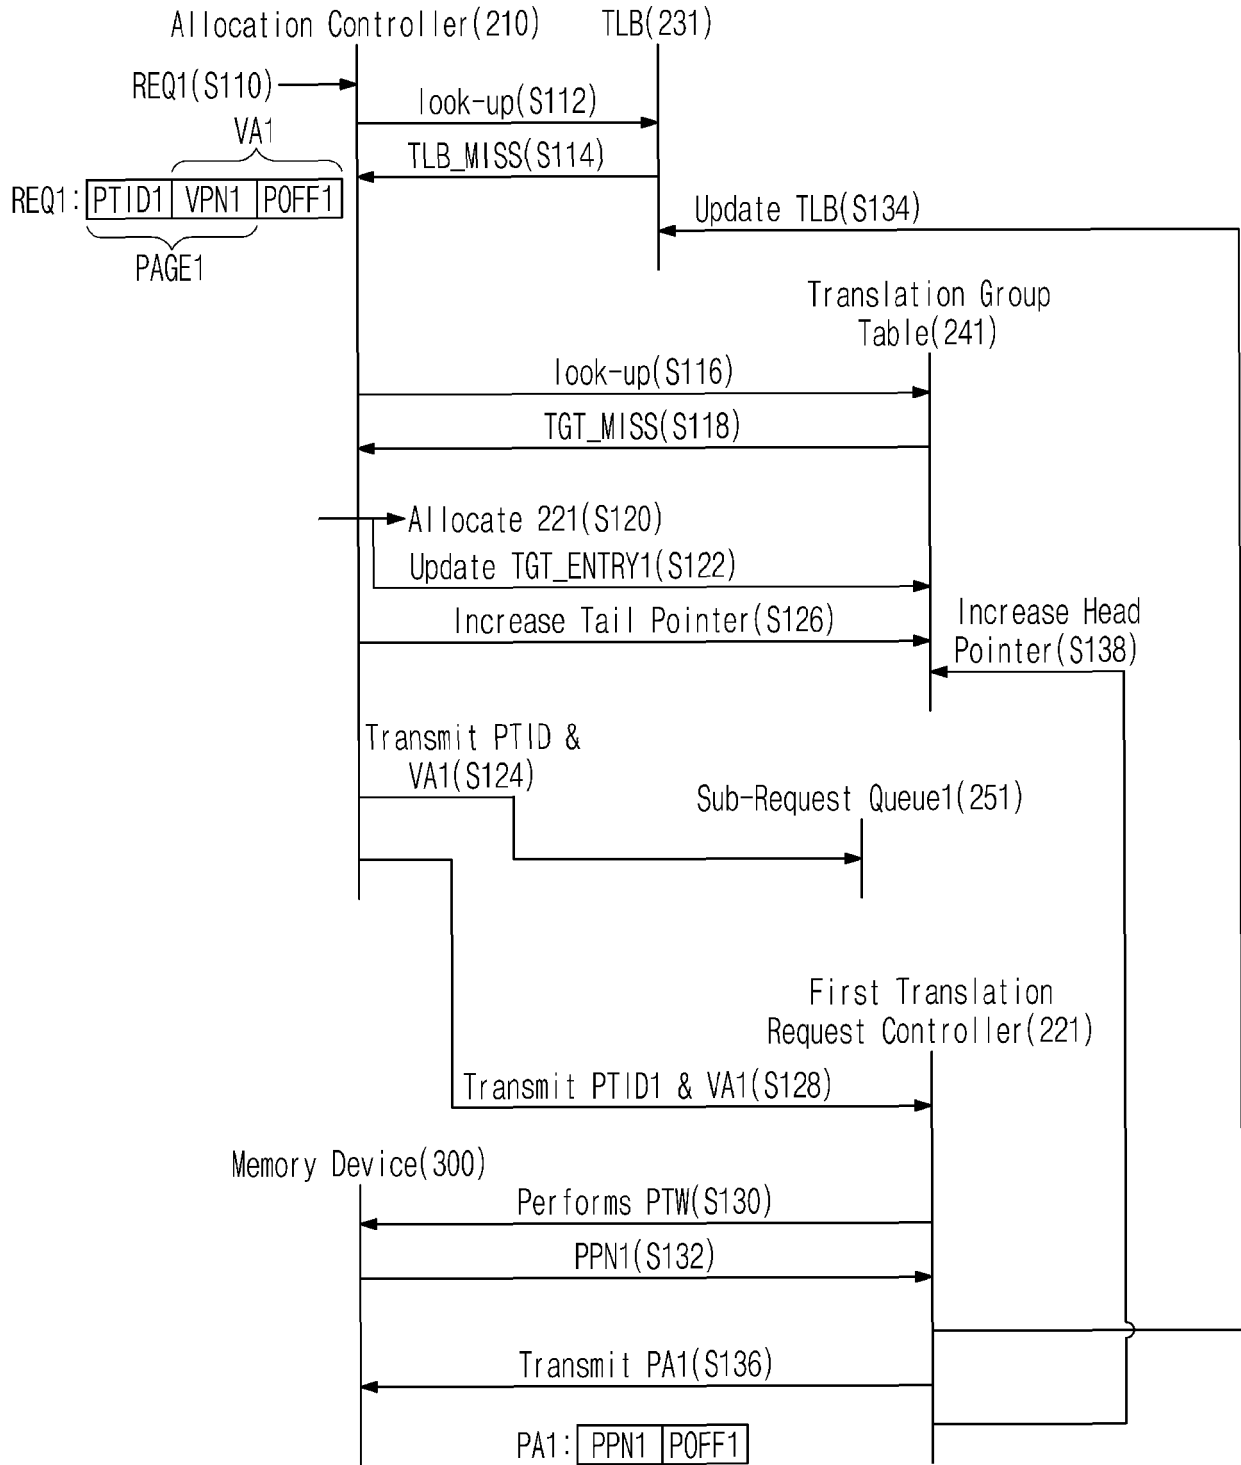 Allocation Controller(210)
TLB(231)
REQ1(S110)
look-up(S112)
VA1
TLB_MISS(S114)
REQ1: PTID1 VPN1 POFF1
Update TLB(S134)
PAGE1
Translation Group
Table(241)
look-up(S116)
TGT_MISS(S118)
Allocate 221(S120)
Update TGT_ENTRY1(S122)
Increase Tail Pointer(S126)
Increase Head
Pointer(S138)
Transmit PTID &
VA1(S124)
Sub-Request Queue1(251)
First Translation
Request Controller(221)
Transmit PTID1 & VA1(S128)
Memory Device(300)
Performs PTW(S130)
PPN1(S132)
Transmit PA1(S136)
PA1: PPN1 POFF1